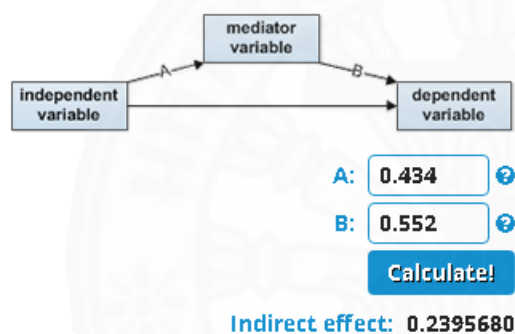 mediator
variable
A
B
independent
variable
dependent
variable
A: 0.434 ?
B: 0.552 ?
Calculate!
Indirect effect: 0.2395680